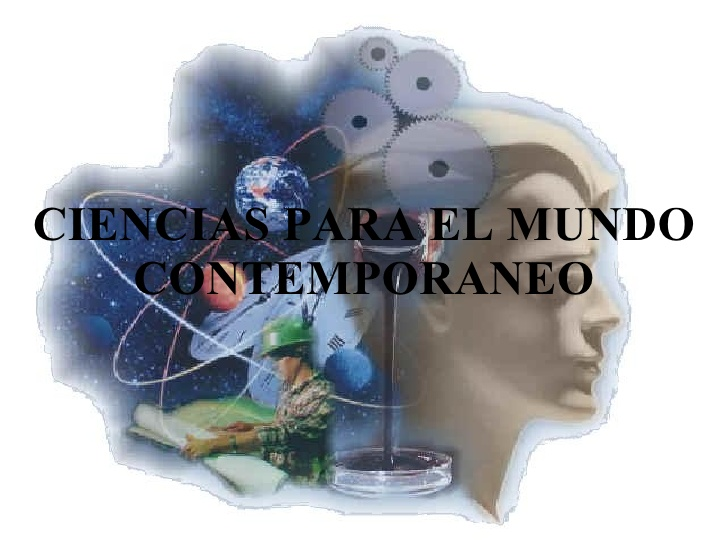 CIENCIAS PARA EL MUNDO
CONTEMPORANEO